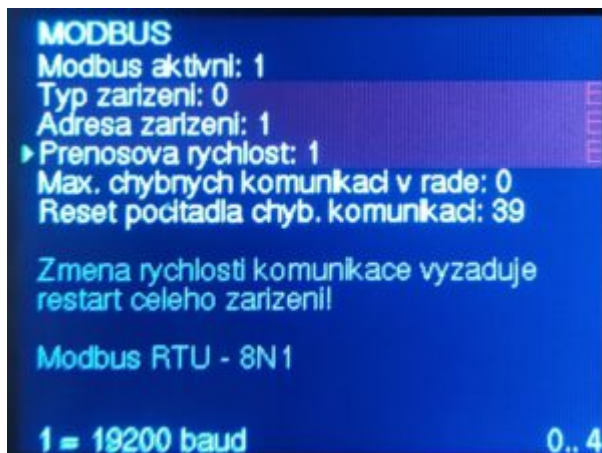 MODBUS
Modbus aktivni: 1
Typ zarizeni: 0
Adresa zarizeni: 1
Prenosova rychlost: 1
Max. chybnych komunikaci v rade: 0
Reset pocitadla chyb. komunikaci: 39
Zmena rychlosti komunikace vyzaduje
restart celeho zarizeni!
Modbus RTU - 8N1
1 = 19200 baud 0.. 4